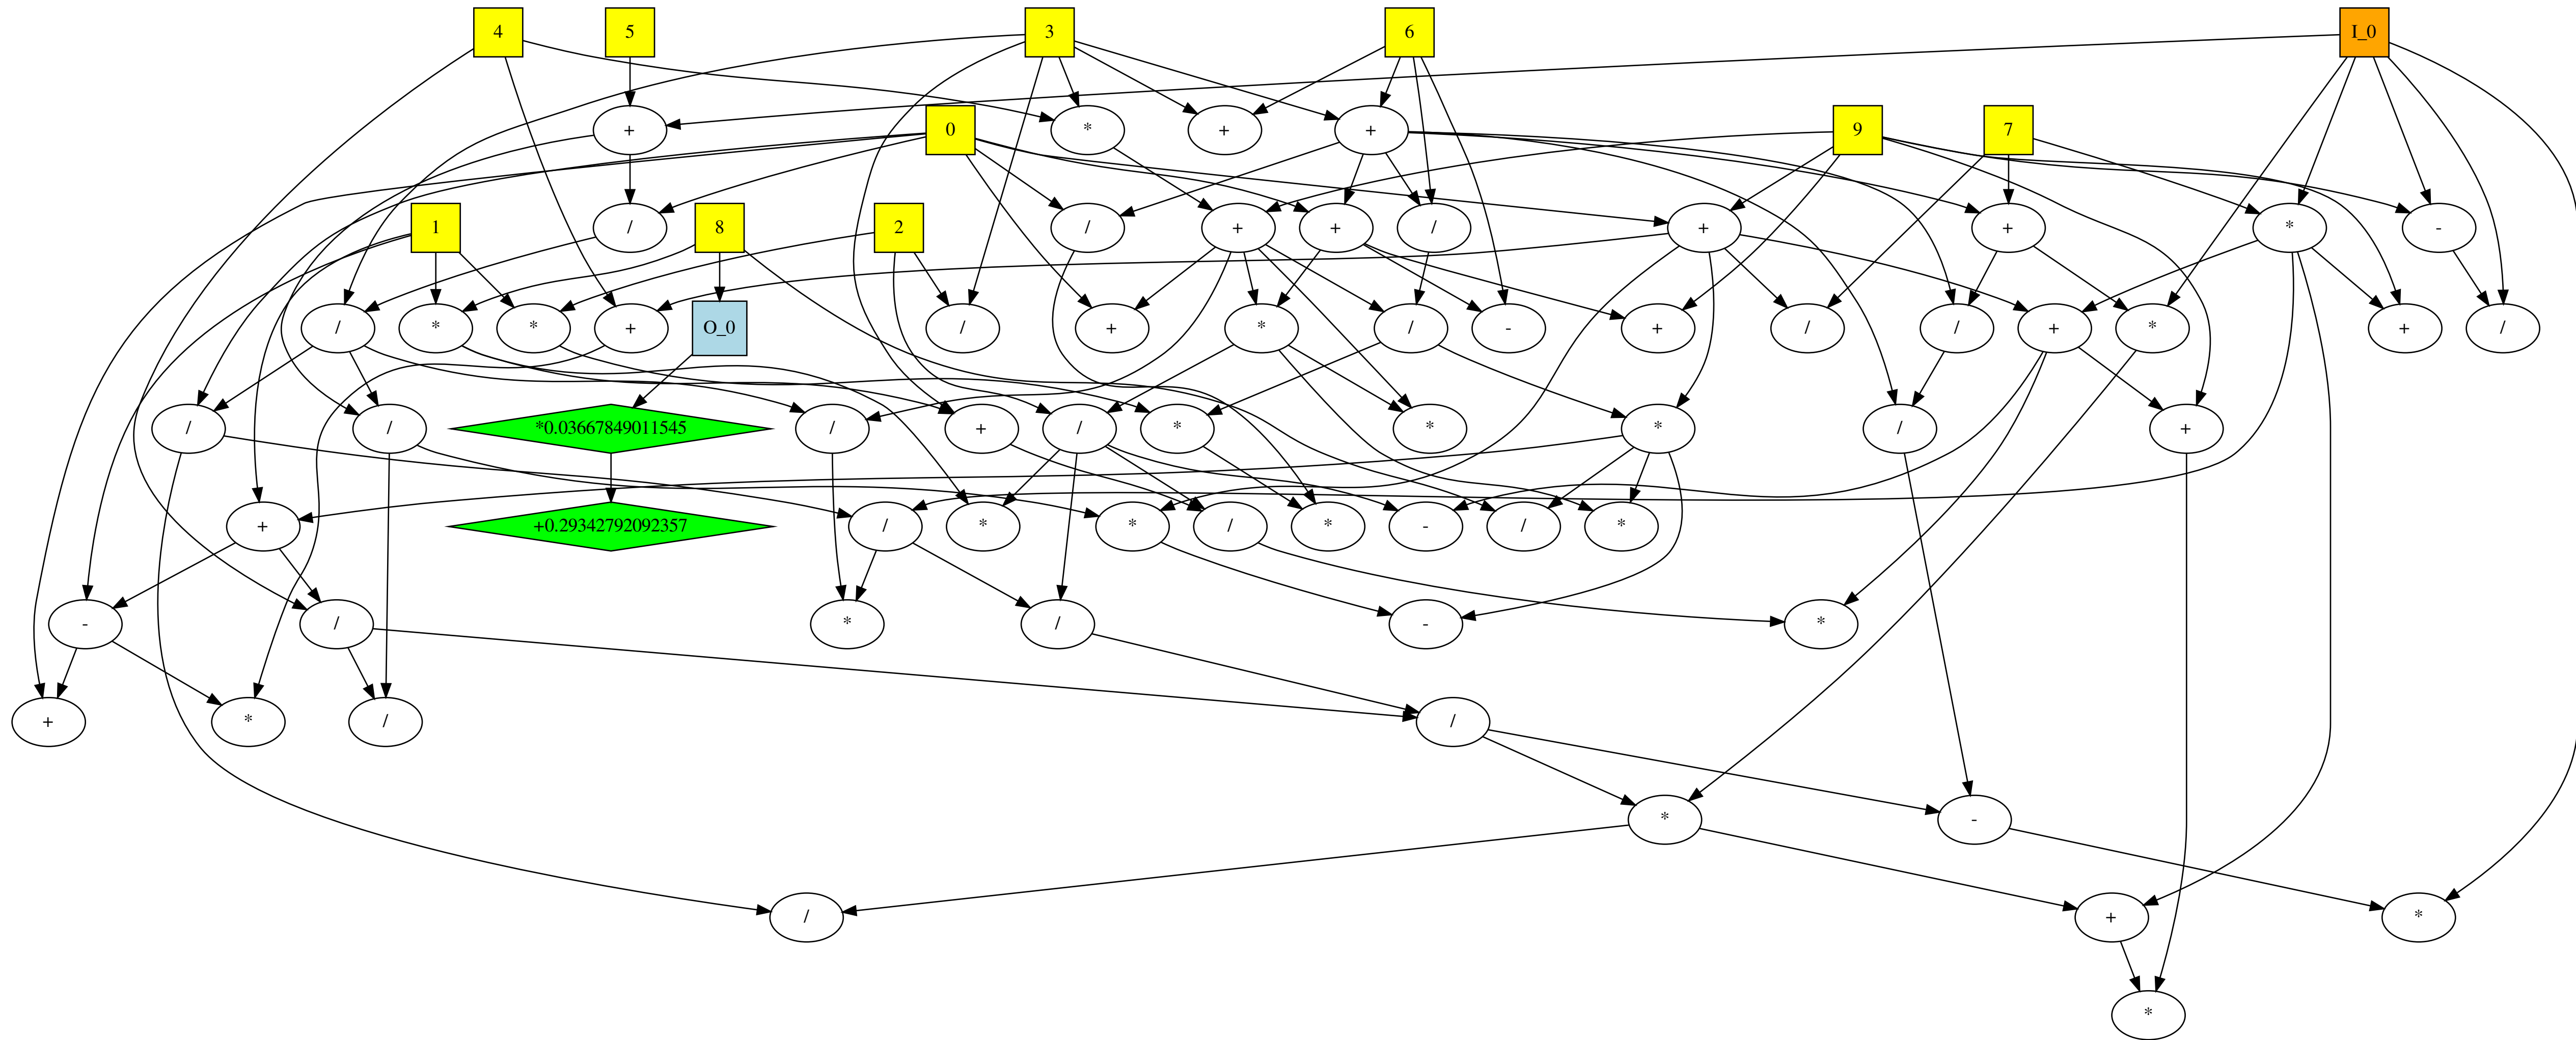 4 5 3 6 I_0
+ 0 * + + 9 7
1 / 8 2 / + + / + + * -
/ * * + O_0 / + * / - + / / + * + /
/ / *0.03667849011545 / + / * * * / +
+ +0.29342792092357 / * * / * - / *
- / * / - *
+ * / /
* -
/ + *
*